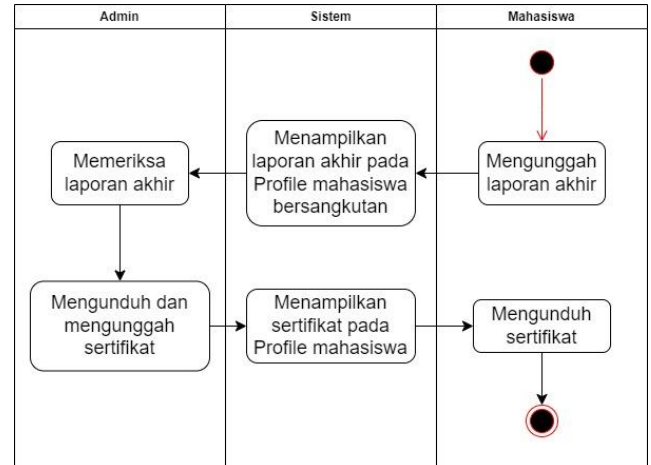 Admin
Sistem
Mahasiswa
Mengunggah
laporan akhir
Menampilkan
laporan akhir pada
Profile mahasiswa
bersangkutan
Memeriksa
laporan akhir
Mengunduh dan
mengunggah
sertifikat
Menampilkan
sertifikat pada
Profile mahasiswa
Mengunduh
sertifikat